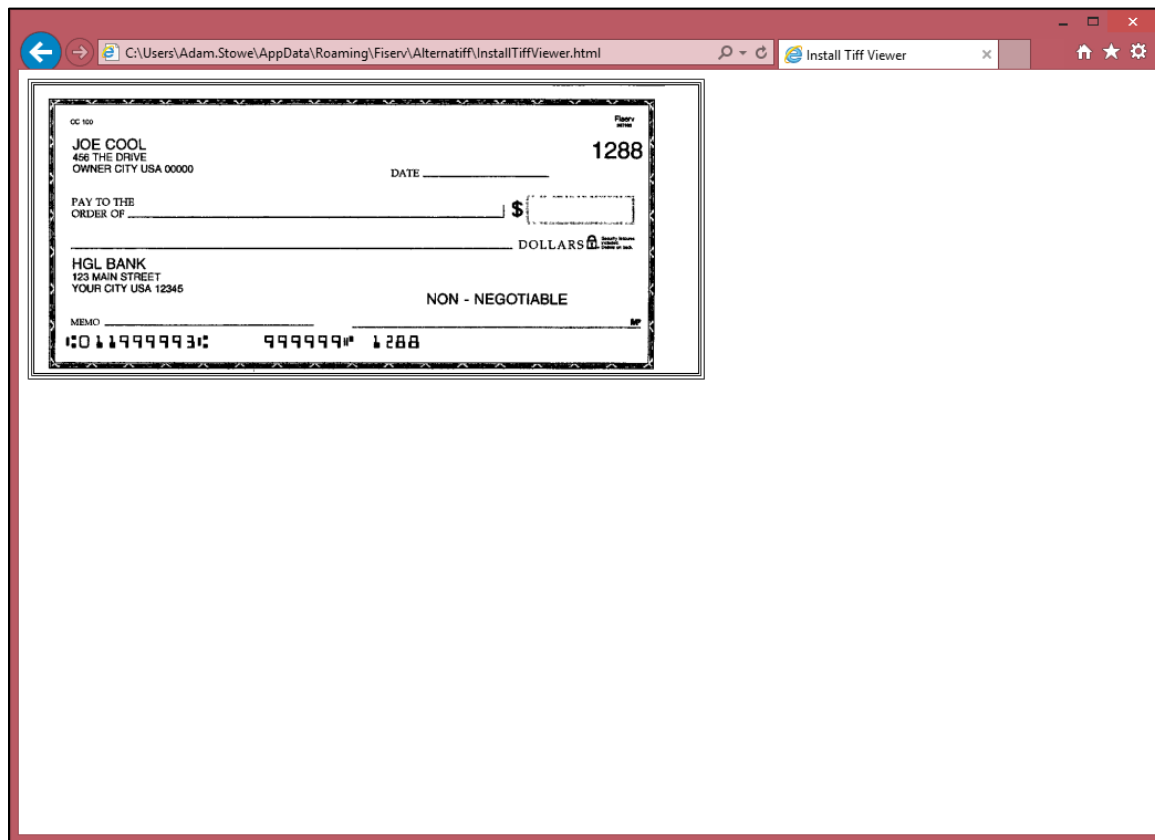 C:\Users\Adam.Stowe\AppData\Roaming\Fiserv\Alternatiff\InstallTiffViewer.html
Install Tiff Viewer
CC 100
Fiserv
JOE COOL
456 THE DRIVE
OWNER CITY USA 00000
1288
DATE
PAY TO THE
ORDER OF
$
DOLLARS
HGL BANK
123 MAIN STREET
YOUR CITY USA 12345
NON - NEGOTIABLE
MEMO
MP
⑆011999993⑆ 999999⑈ 1288